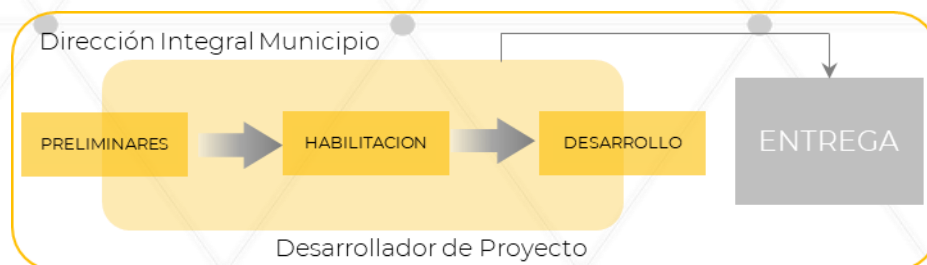 Dirección Integral Municipio
PRELIMINARES
HABILITACION
DESARROLLO
ENTREGA
Desarrollador de Proyecto